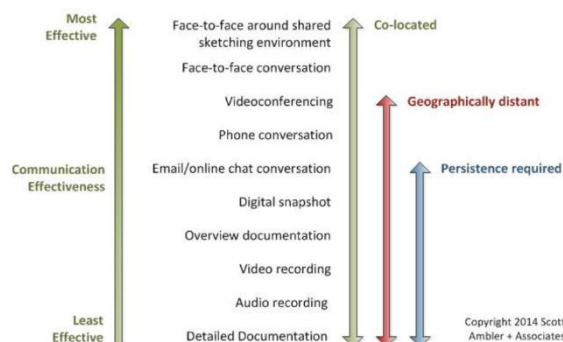 Most
Effective
Face-to-face around shared
sketching environment
Co-located
Face-to-face conversation
Videoconferencing
Geographically distant
Phone conversation
Communication
Effectiveness
Email/online chat conversation
Persistence required
Digital snapshot
Overview documentation
Video recording
Audio recording
Least
Effective
Detailed Documentation
Copyright 2014 Scott
Ambler + Associates